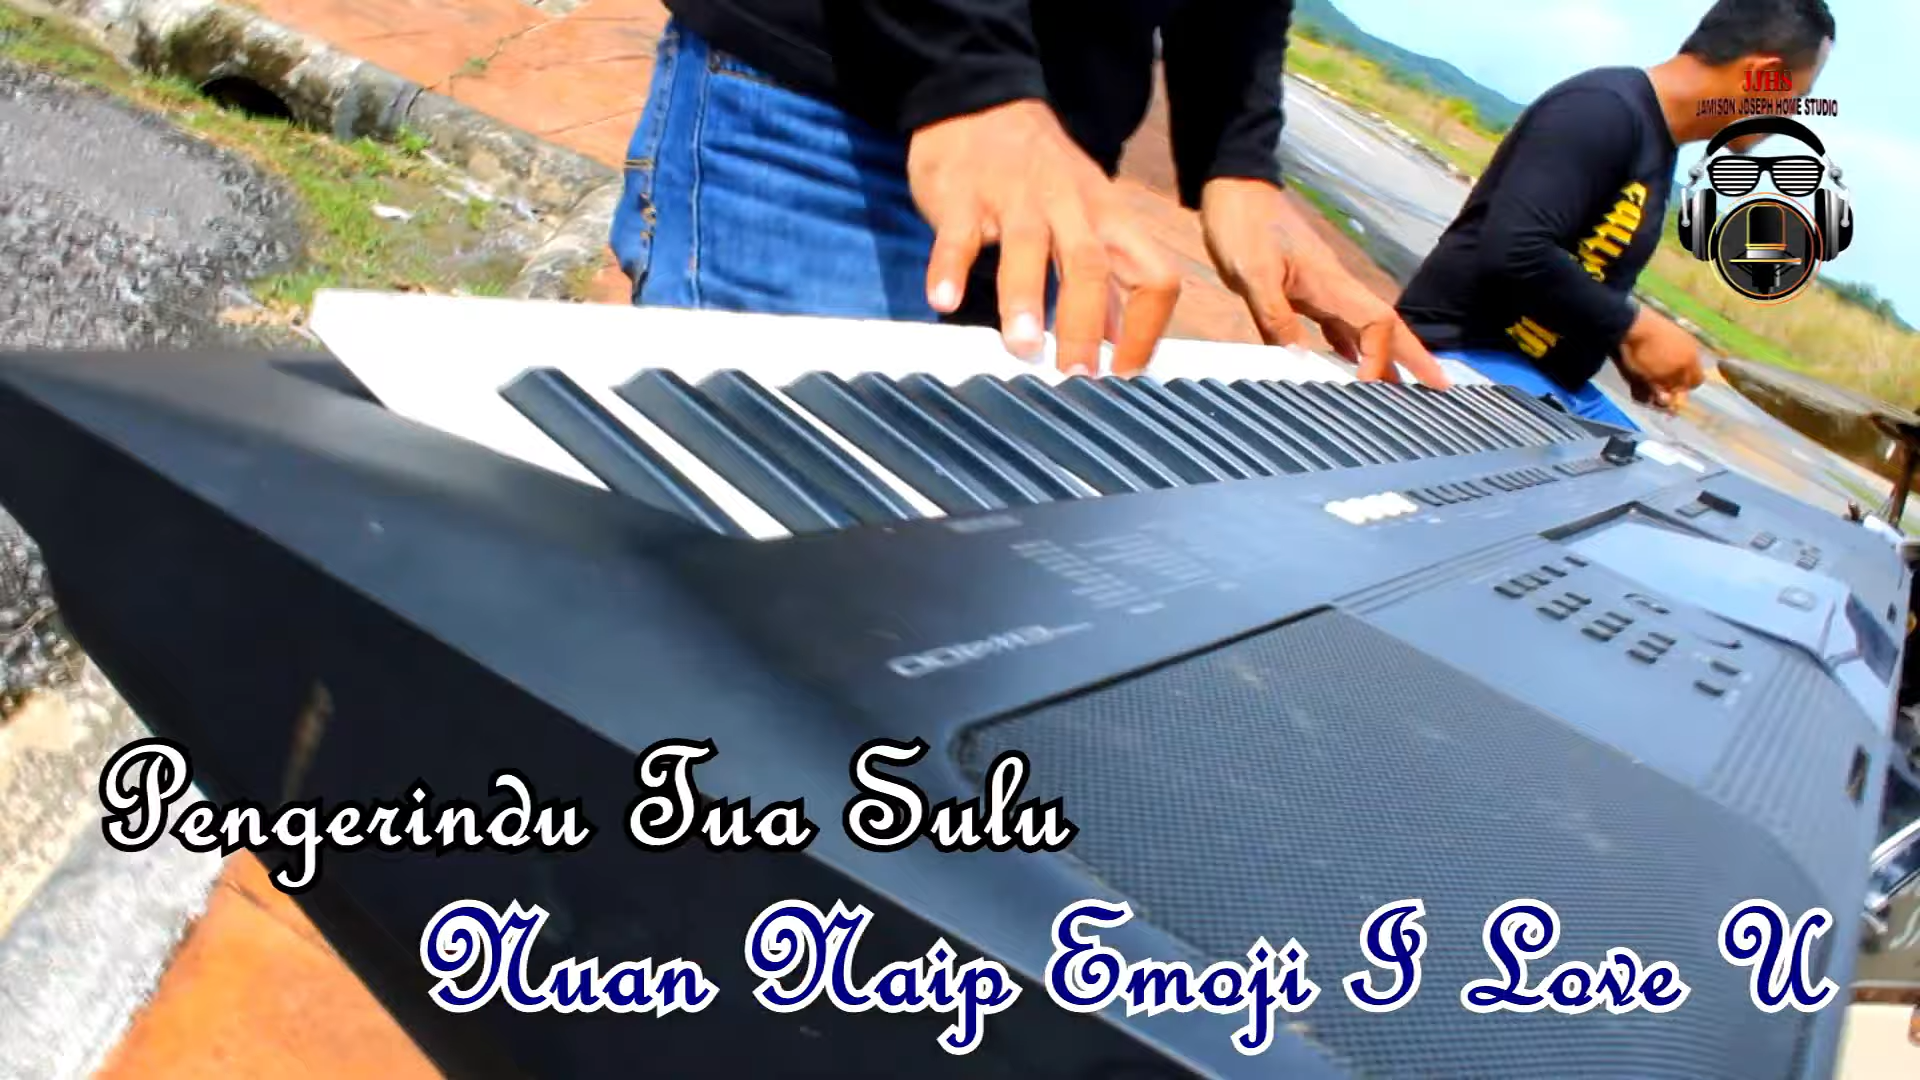 JJHS
JAMISON JOSEPH HOME STUDIO
Pengerindu Tua Sulu
Nuan Naip Emoji I Love U